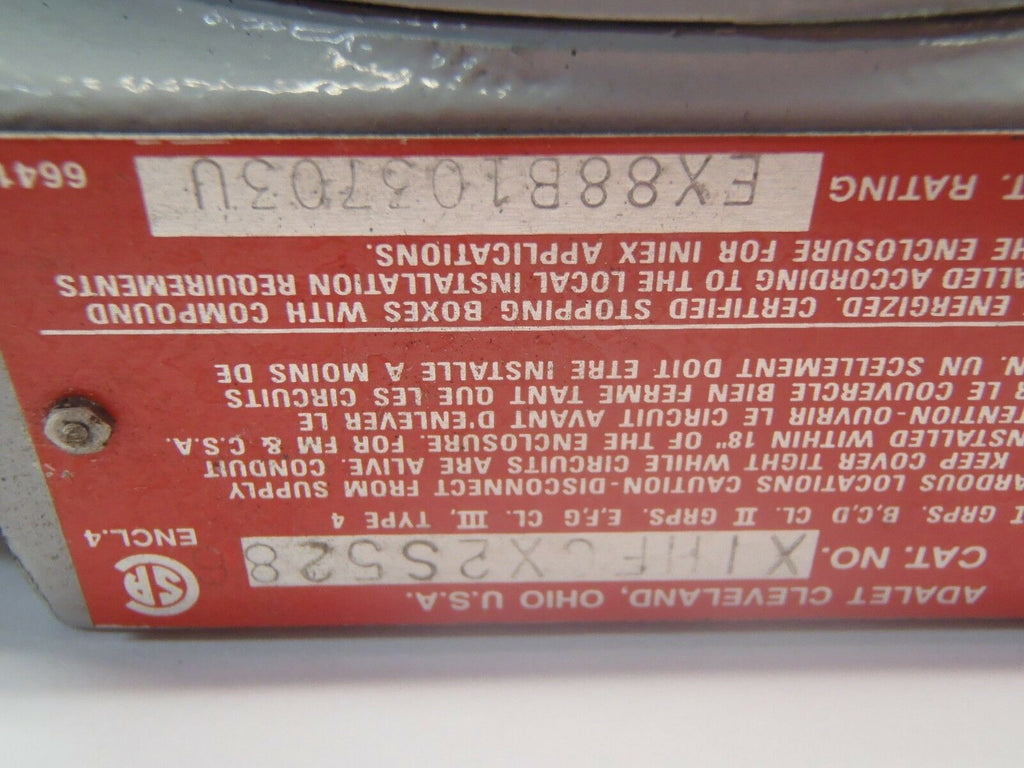 ADALET CLEVELAND, OHIO U.S.A.
CAT. NO. XIHFCX2S528
ENCL.4
I GRPS. B,C,D CL. II GRPS. E,F,G CL. III, TYPE 4
ARDOUS LOCATIONS CAUTION-DISCONNECT FROM SUPPLY
KEEP COVER TIGHT WHILE CIRCUITS ARE ALIVE. CONDUIT
NSTALLED WITHIN 18" OF THE ENCLOSURE. FOR FM & C.S.A.
TENTION-OUVRIR LE CIRCUIT AVANT D'ENLEVER LE
R LE COUVERCLE BIEN FERME TANT QUE LES CIRCUITS
N. UN SCELLEMENT DOIT ETRE INSTALLE A MOINS DE
ENERGIZED. CERTIFIED STOPPING BOXES WITH COMPOUND
ALLED ACCORDING TO THE LOCAL INSTALLATION REQUIREMENTS
HE ENCLOSURE FOR INIEX APPLICATIONS.
T. RATING EX88B103703U
6641